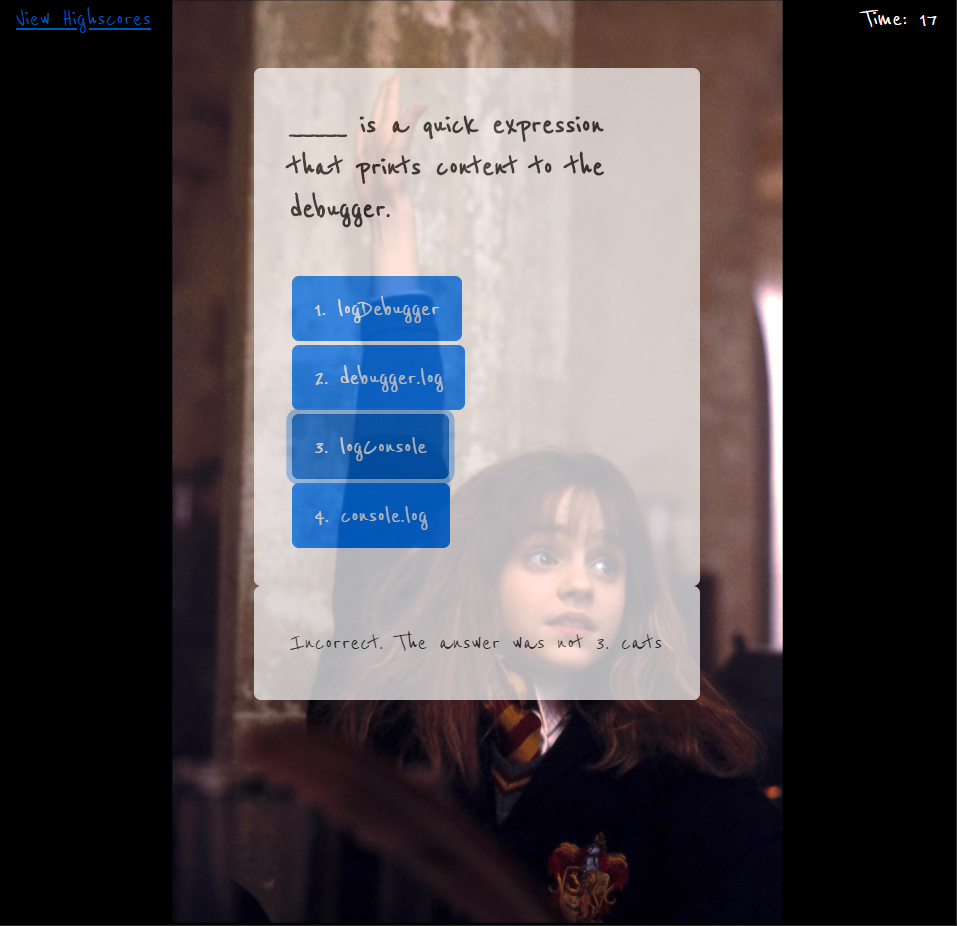 View Highscores
Time: 17
_____ is a quick expression
that prints content to the
debugger.
1. logDebugger
2. debugger.log
3. logConsole
4. console.log
Incorrect. The answer was not 3. cats